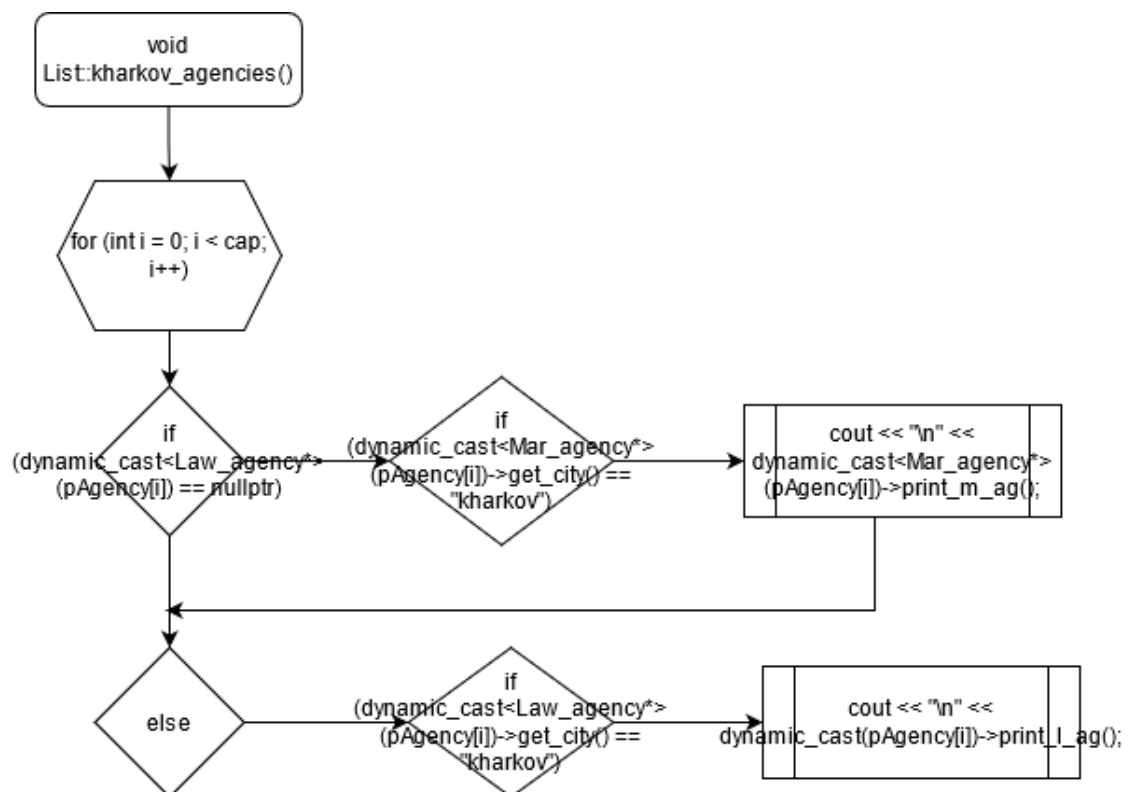 void
List::kharkov_agencies()
for (int i = 0; i < cap;
i++)
if
(dynamic_cast<Law_agency*>
(pAgency[i]) == nullptr)
if
(dynamic_cast<Mar_agency*>
(pAgency[i])->get_city() ==
"kharkov")
cout << "\n" <<
dynamic_cast<Mar_agency*>
(pAgency[i])->print_m_ag();
else
if
(dynamic_cast<Law_agency*>
(pAgency[i])->get_city() ==
"kharkov")
cout << "\n" <<
dynamic_cast(pAgency[i])->print_l_ag();